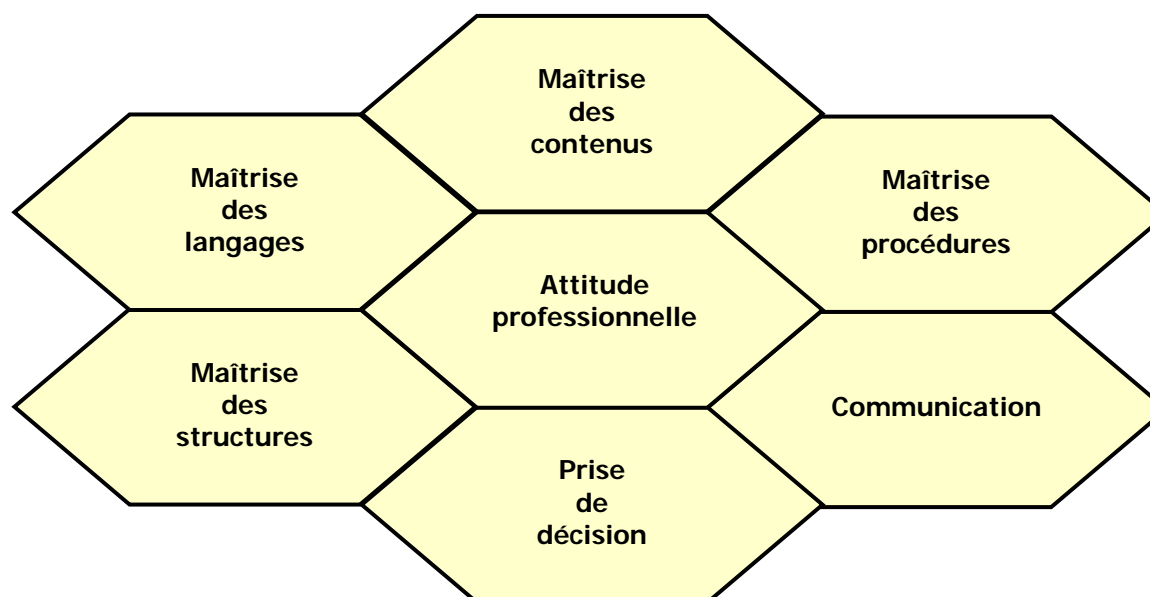 Maîtrise
des
contenus
Maîtrise
des
langages
Maîtrise
des
procédures
Attitude
professionnelle
Maîtrise
des
structures
Communication
Prise
de
décision